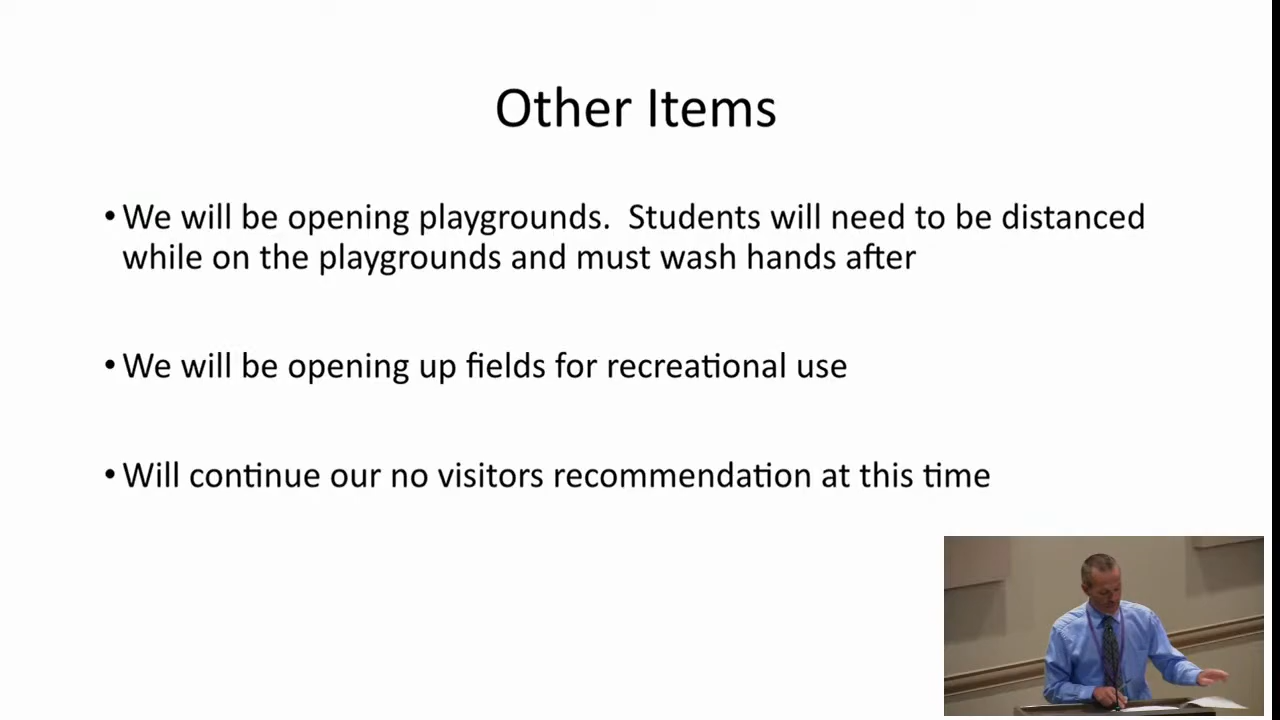 Other Items
• We will be opening playgrounds.  Students will need to be distanced
while on the playgrounds and must wash hands after
• We will be opening up fields for recreational use
• Will continue our no visitors recommendation at this time